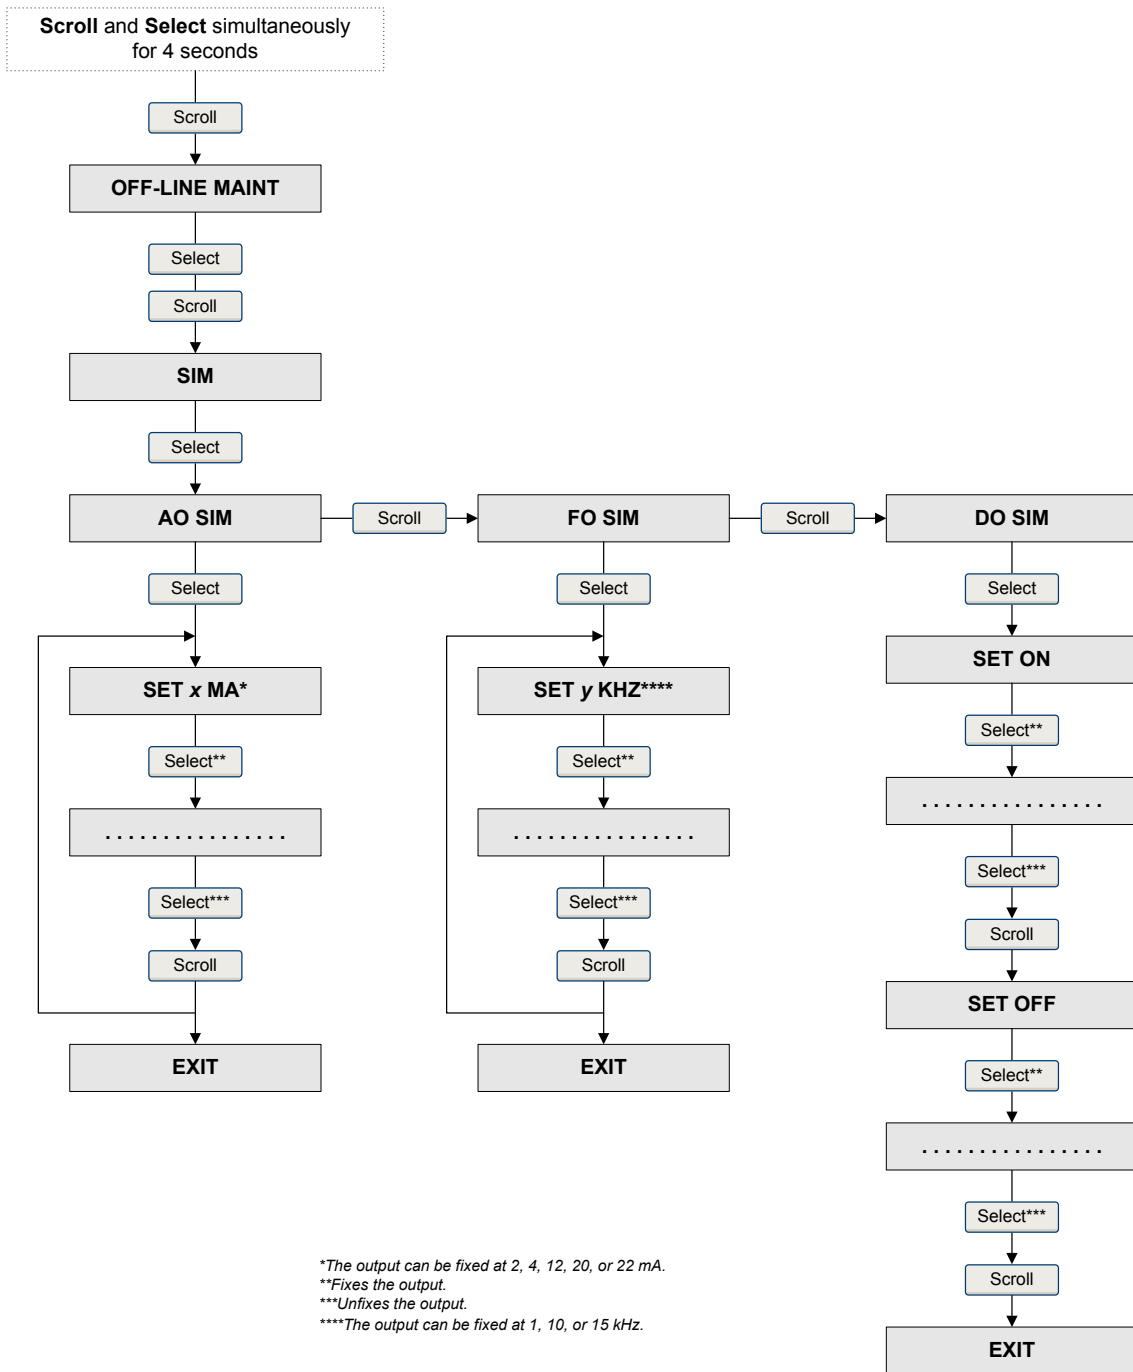 Scroll and Select simultaneously
for 4 seconds
Scroll
OFF-LINE MAINT
Select
Scroll
SIM
Select
AO SIM
Scroll
FO SIM
Scroll
DO SIM
Select
SET x MA*
Select**
. . . . . . . . . . . . . . . .
Select***
Scroll
EXIT
Select
SET y KHZ****
Select**
. . . . . . . . . . . . . . . .
Select***
Scroll
EXIT
Select
SET ON
Select**
. . . . . . . . . . . . . . . .
Select***
Scroll
SET OFF
Select**
. . . . . . . . . . . . . . . .
Select***
Scroll
EXIT
*The output can be fixed at 2, 4, 12, 20, or 22 mA.
**Fixes the output.
***Unfixes the output.
****The output can be fixed at 1, 10, or 15 kHz.